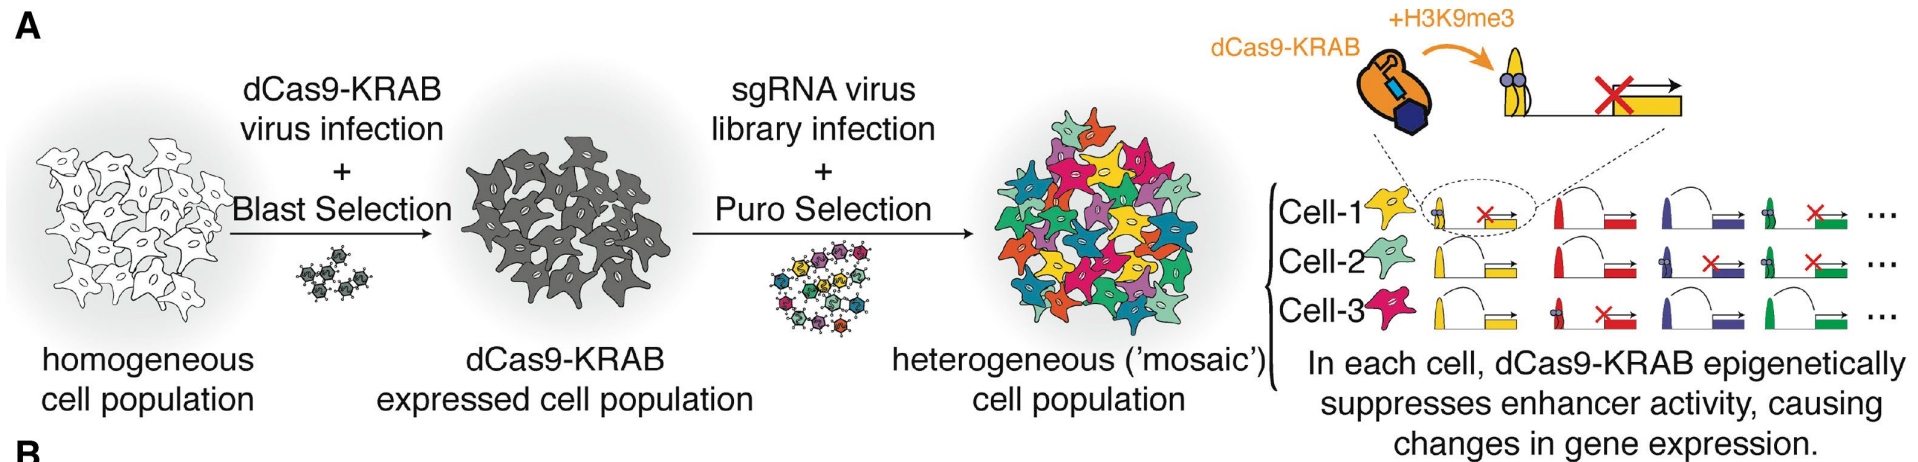 A
dCas9-KRAB
virus infection
+
Blast Selection
homogeneous
cell population
dCas9-KRAB
expressed cell population
sgRNA virus
library infection
+
Puro Selection
heterogeneous ('mosaic')
cell population
+H3K9me3
dCas9-KRAB
Cell-1
...
Cell-2
...
Cell-3
...
In each cell, dCas9-KRAB epigenetically
suppresses enhancer activity, causing
changes in gene expression.
B